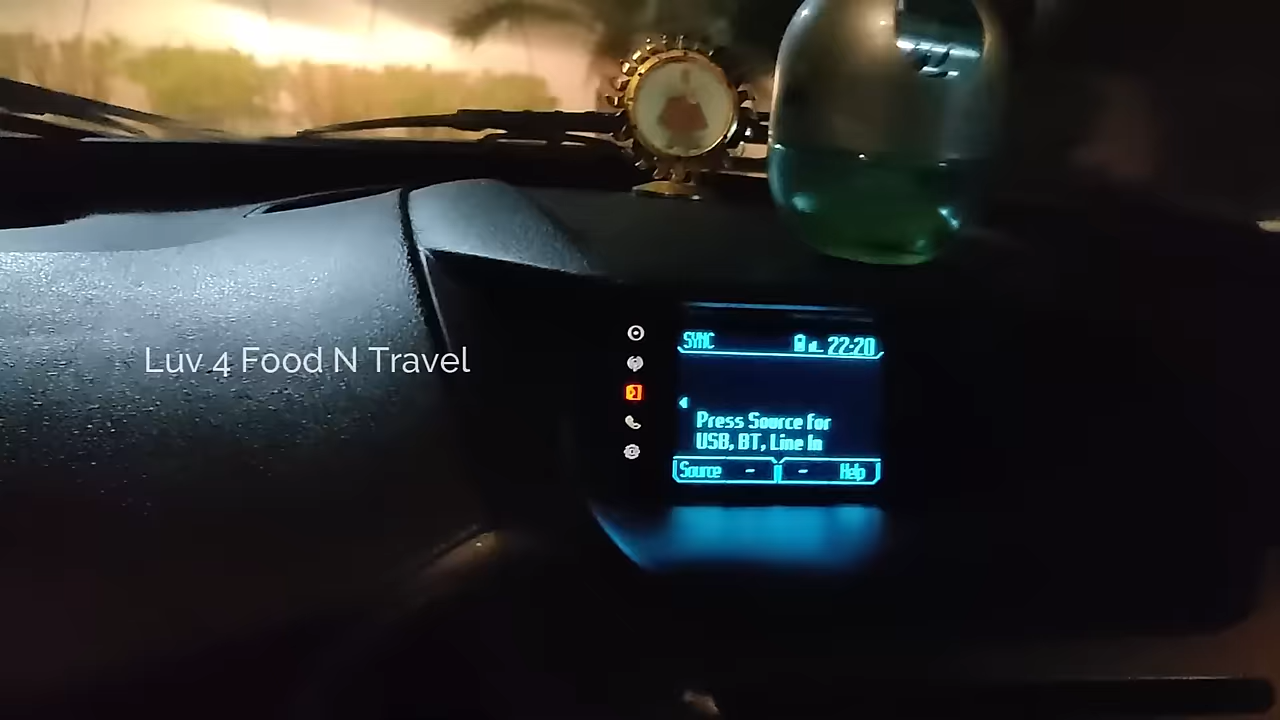 SYNC 22:20
Luv 4 Food N Travel
Press Source for
USB, BT, Line In
Source - - Help